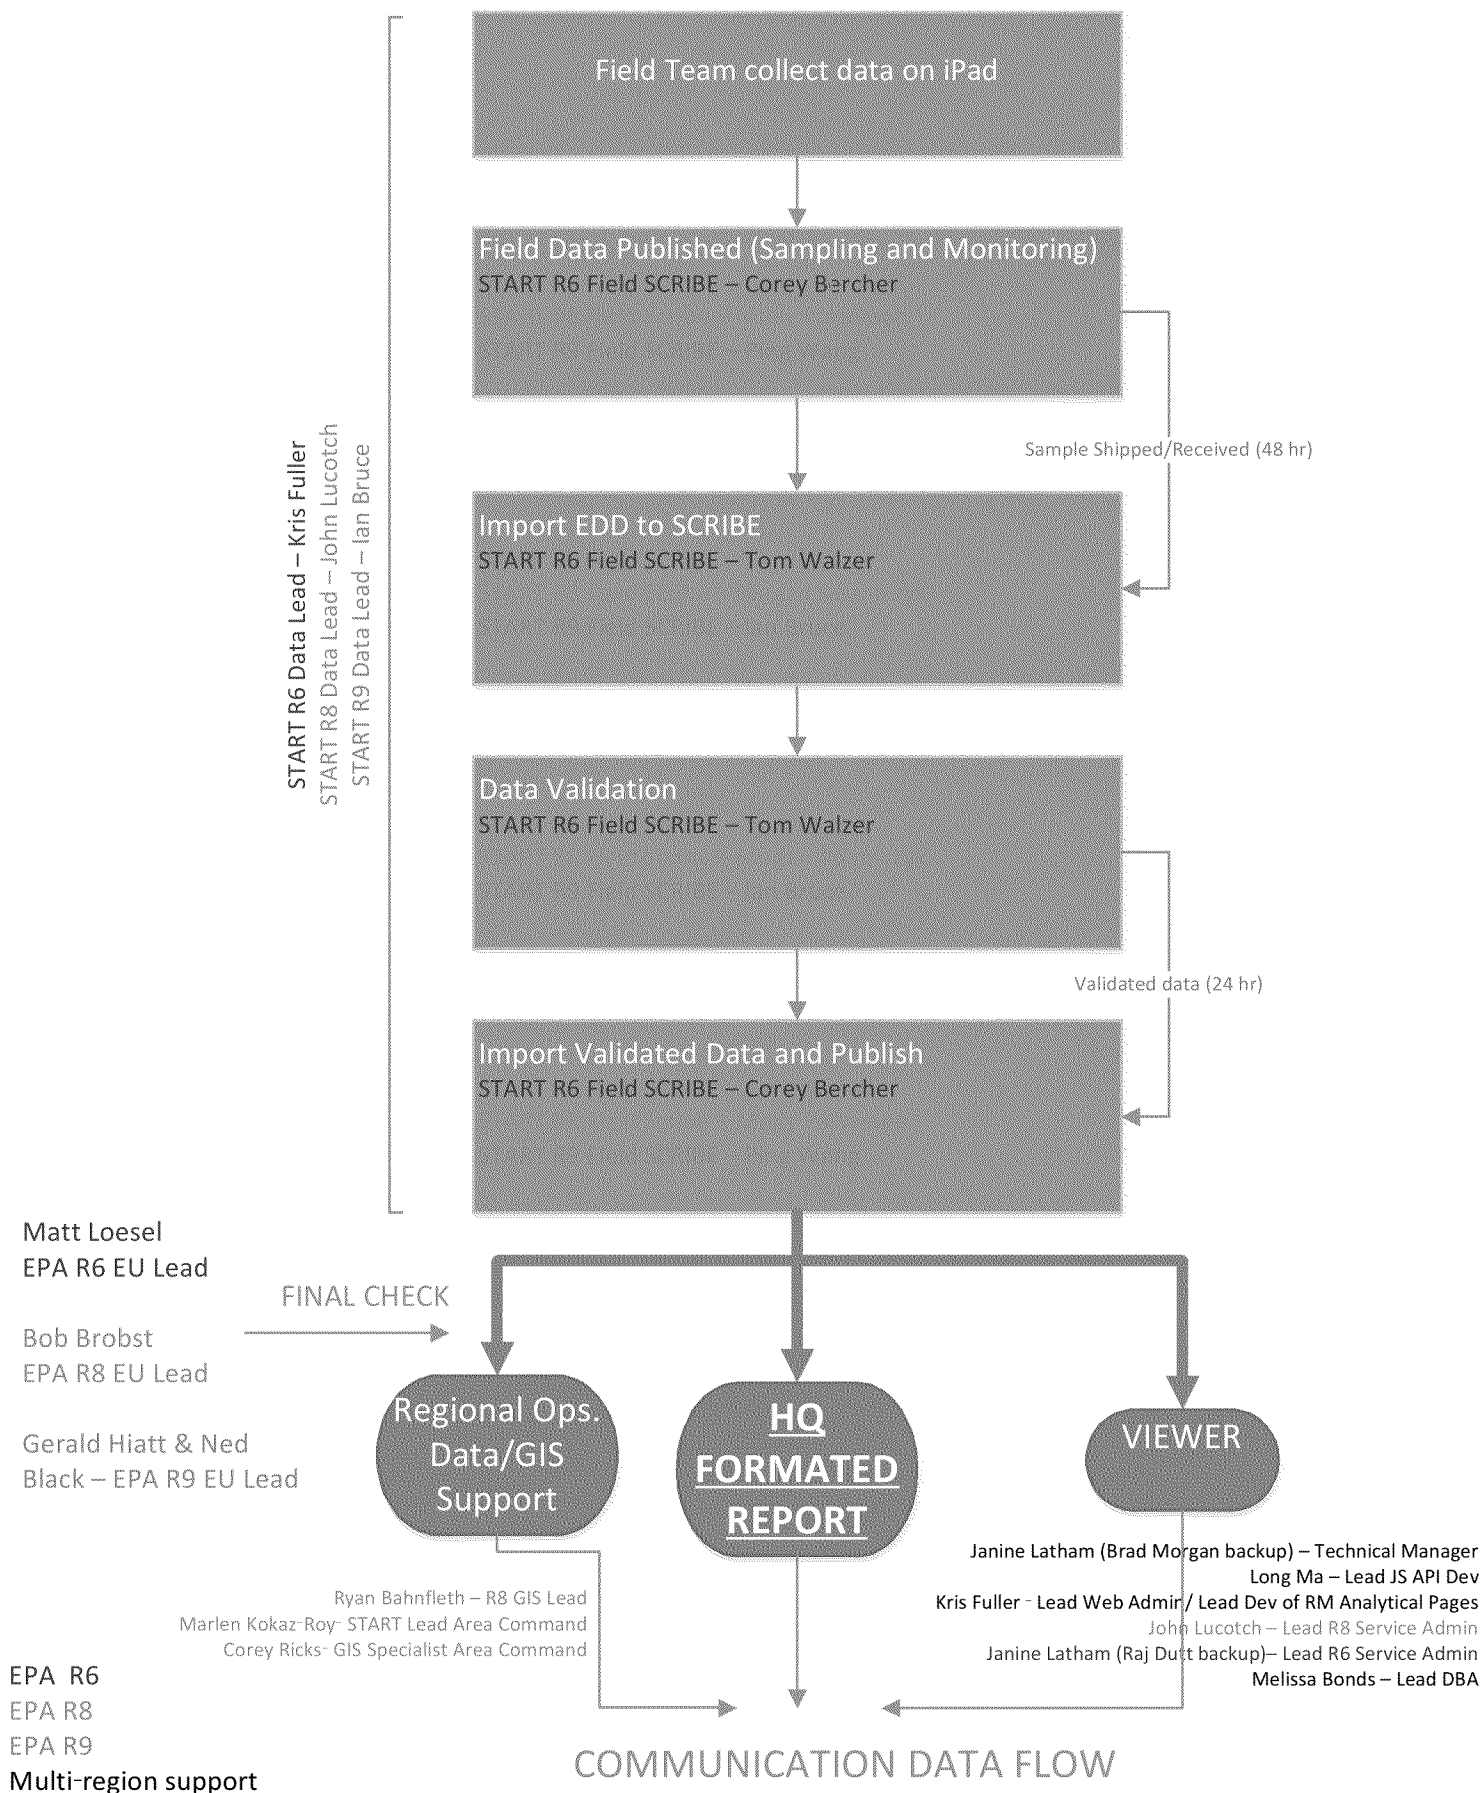 Field Team collect data on iPad
Field Data Published (Sampling and Monitoring)
START R6 Field SCRIBE – Corey Bercher
Sample Shipped/Received (48 hr)
Import EDD to SCRIBE
START R6 Field SCRIBE – Tom Walzer
START R6 Data Lead – Kris Fuller
START R8 Data Lead – John Lucotch
START R9 Data Lead – Ian Bruce
Data Validation
START R6 Field SCRIBE – Tom Walzer
Validated data (24 hr)
Import Validated Data and Publish
START R6 Field SCRIBE – Corey Bercher
Matt Loesel
EPA R6 EU Lead
FINAL CHECK
Bob Brobst
EPA R8 EU Lead
Gerald Hiatt & Ned
Black – EPA R9 EU Lead
Regional Ops.
Data/GIS
Support
HQ
FORMATED
REPORT
VIEWER
Janine Latham (Brad Morgan backup) – Technical Manager
Long Ma – Lead JS API Dev
Kris Fuller - Lead Web Admin/ Lead Dev of RM Analytical Pages
John Lucotch – Lead R8 Service Admin
Janine Latham (Raj Dutt backup)– Lead R6 Service Admin
Melissa Bonds – Lead DBA
Ryan Bahnfleth – R8 GIS Lead
Marlen Kokaz-Roy- START Lead Area Command
Corey Ricks- GIS Specialist Area Command
EPA R6
EPA R8
EPA R9
Multi-region support
COMMUNICATION DATA FLOW